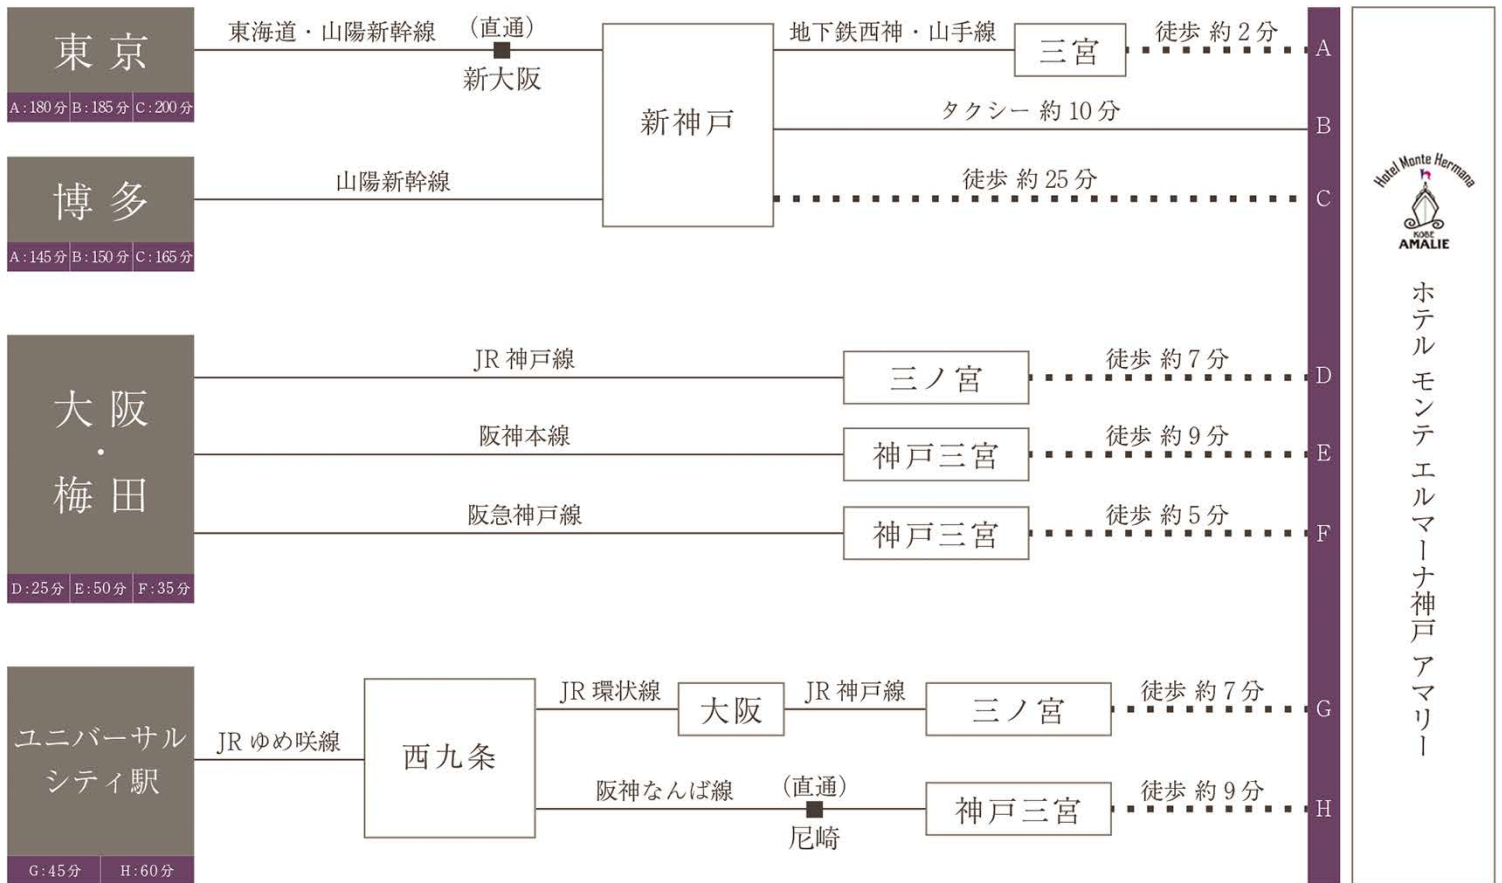 東京
A:180分 B:185分 C:200分
東海道・山陽新幹線
(直通)
新大阪
新神戸
地下鉄西神・山手線
三宮
徒歩 約2分
A
タクシー 約10分
B
博多
A:145分 B:150分 C:165分
山陽新幹線
徒歩 約25分
C
大阪
・
梅田
D:25分 E:50分 F:35分
JR 神戸線
三ノ宮
徒歩 約7分
D
阪神本線
神戸三宮
徒歩 約9分
E
阪急神戸線
神戸三宮
徒歩 約5分
F
ユニバーサル
シティ駅
G:45分 H:60分
JR ゆめ咲線
西九条
JR 環状線
大阪
JR 神戸線
三ノ宮
徒歩 約7分
G
阪神なんば線
(直通)
尼崎
神戸三宮
徒歩 約9分
H
Hotel Monte Hermana
KOBE
AMALIE
ホテル モンテ エルマーナ神戸 アマリー